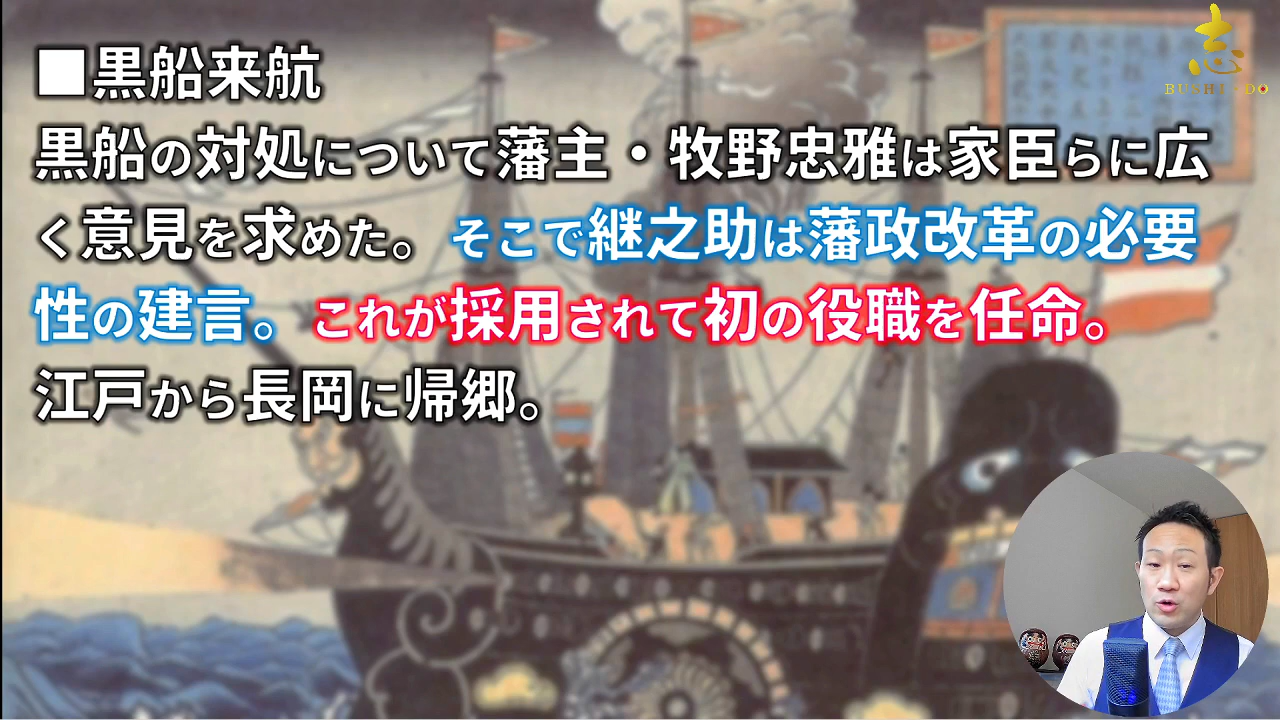 ■黒船来航
黒船の対処について藩主・牧野忠雅は家臣らに広
く意見を求めた。そこで継之助は藩政改革の必要
性の建言。これが採用されて初の役職を任命。
江戸から長岡に帰郷。
志
BUSHI DO